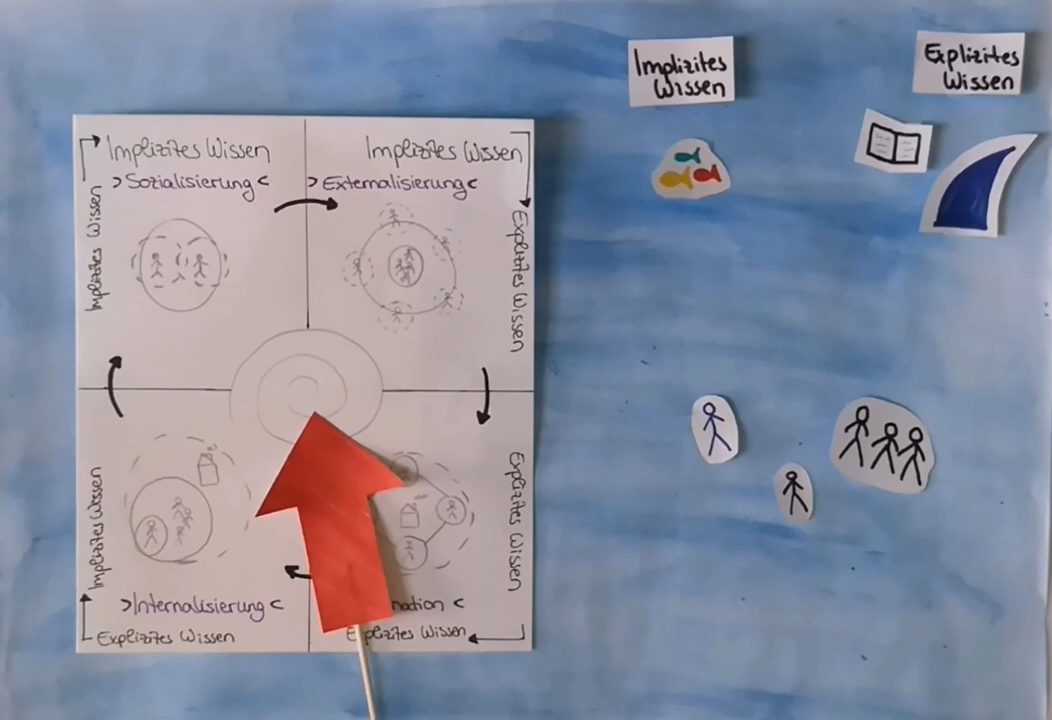 Implizites
Wissen
Explizites
Wissen
Implizites Wissen
Implizites Wissen
>Sozialisierung<
>Externalisierung<
Implizites Wissen
Explizites Wissen
Implizites Wissen
Explizites Wissen
>Internalisierung<
nation <
Explizites Wissen
Explizites Wissen